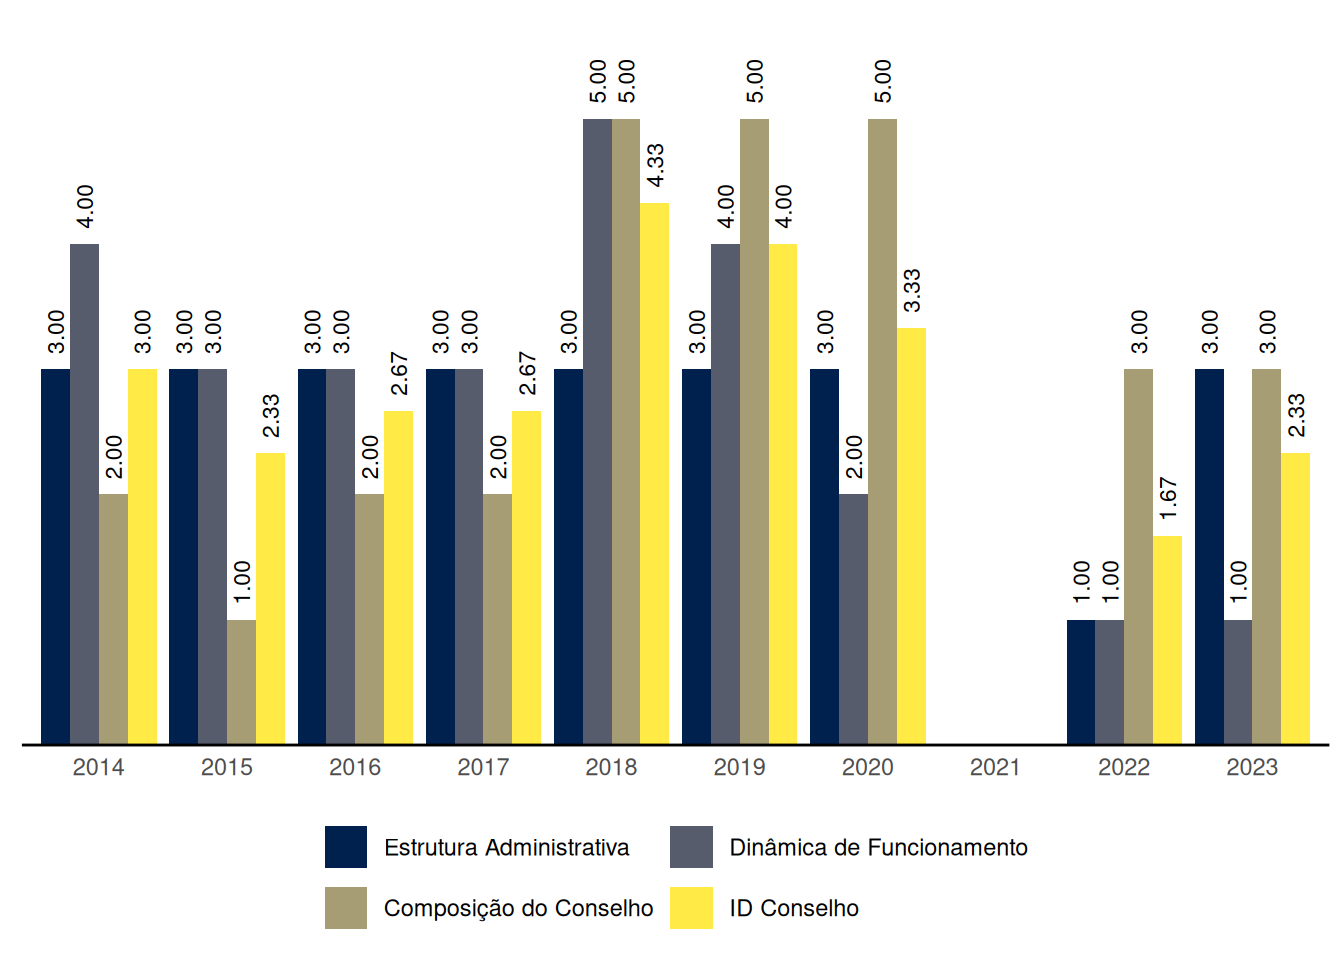 3.00 4.00 2.00 3.00
3.00 3.00 1.00 2.33
3.00 3.00 2.00 2.67
3.00 3.00 2.00 2.67
3.00 5.00 5.00 4.33
3.00 4.00 5.00 4.00
3.00 2.00 5.00 3.33
1.00 1.00 3.00 1.67
3.00 1.00 3.00 2.33
2014 2015 2016 2017 2018 2019 2020 2021 2022 2023
Estrutura Administrativa Dinâmica de Funcionamento
Composição do Conselho ID Conselho